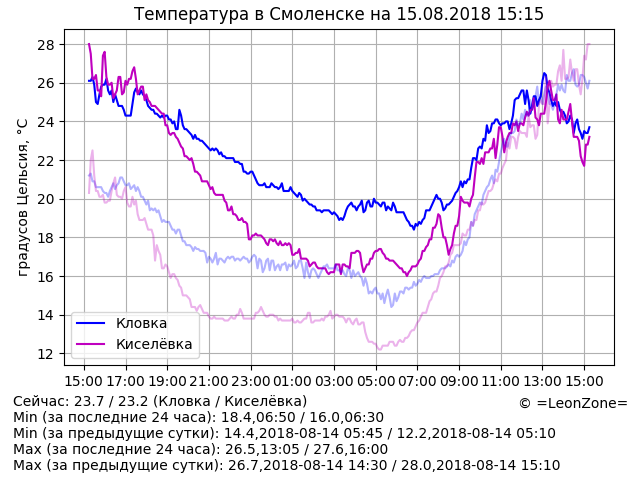 Температура в Смоленске на 15.08.2018 15:15
градусов Цельсия, °C
28
26
24
22
20
18
16
14
12
Кловка
Киселёвка
15:00 17:00 19:00 21:00 23:00 01:00 03:00 05:00 07:00 09:00 11:00 13:00 15:00
Сейчас: 23.7 / 23.2 (Кловка / Киселёвка)
© =LeonZone=
Min (за последние 24 часа): 18.4,06:50 / 16.0,06:30
Min (за предыдущие сутки): 14.4,2018-08-14 05:45 / 12.2,2018-08-14 05:10
Max (за последние 24 часа): 26.5,13:05 / 27.6,16:00
Max (за предыдущие сутки): 26.7,2018-08-14 14:30 / 28.0,2018-08-14 15:10